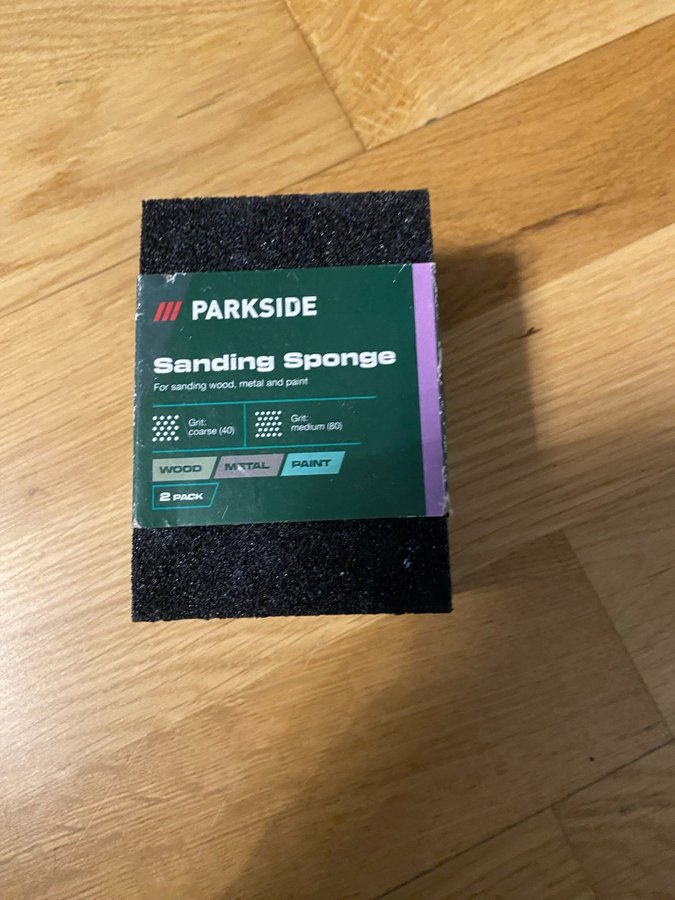 PARKSIDE
Sanding Sponge
For sanding wood, metal and paint
Grit:
coarse (40)
Grit:
medium (80)
WOOD METAL PAINT
2 PACK